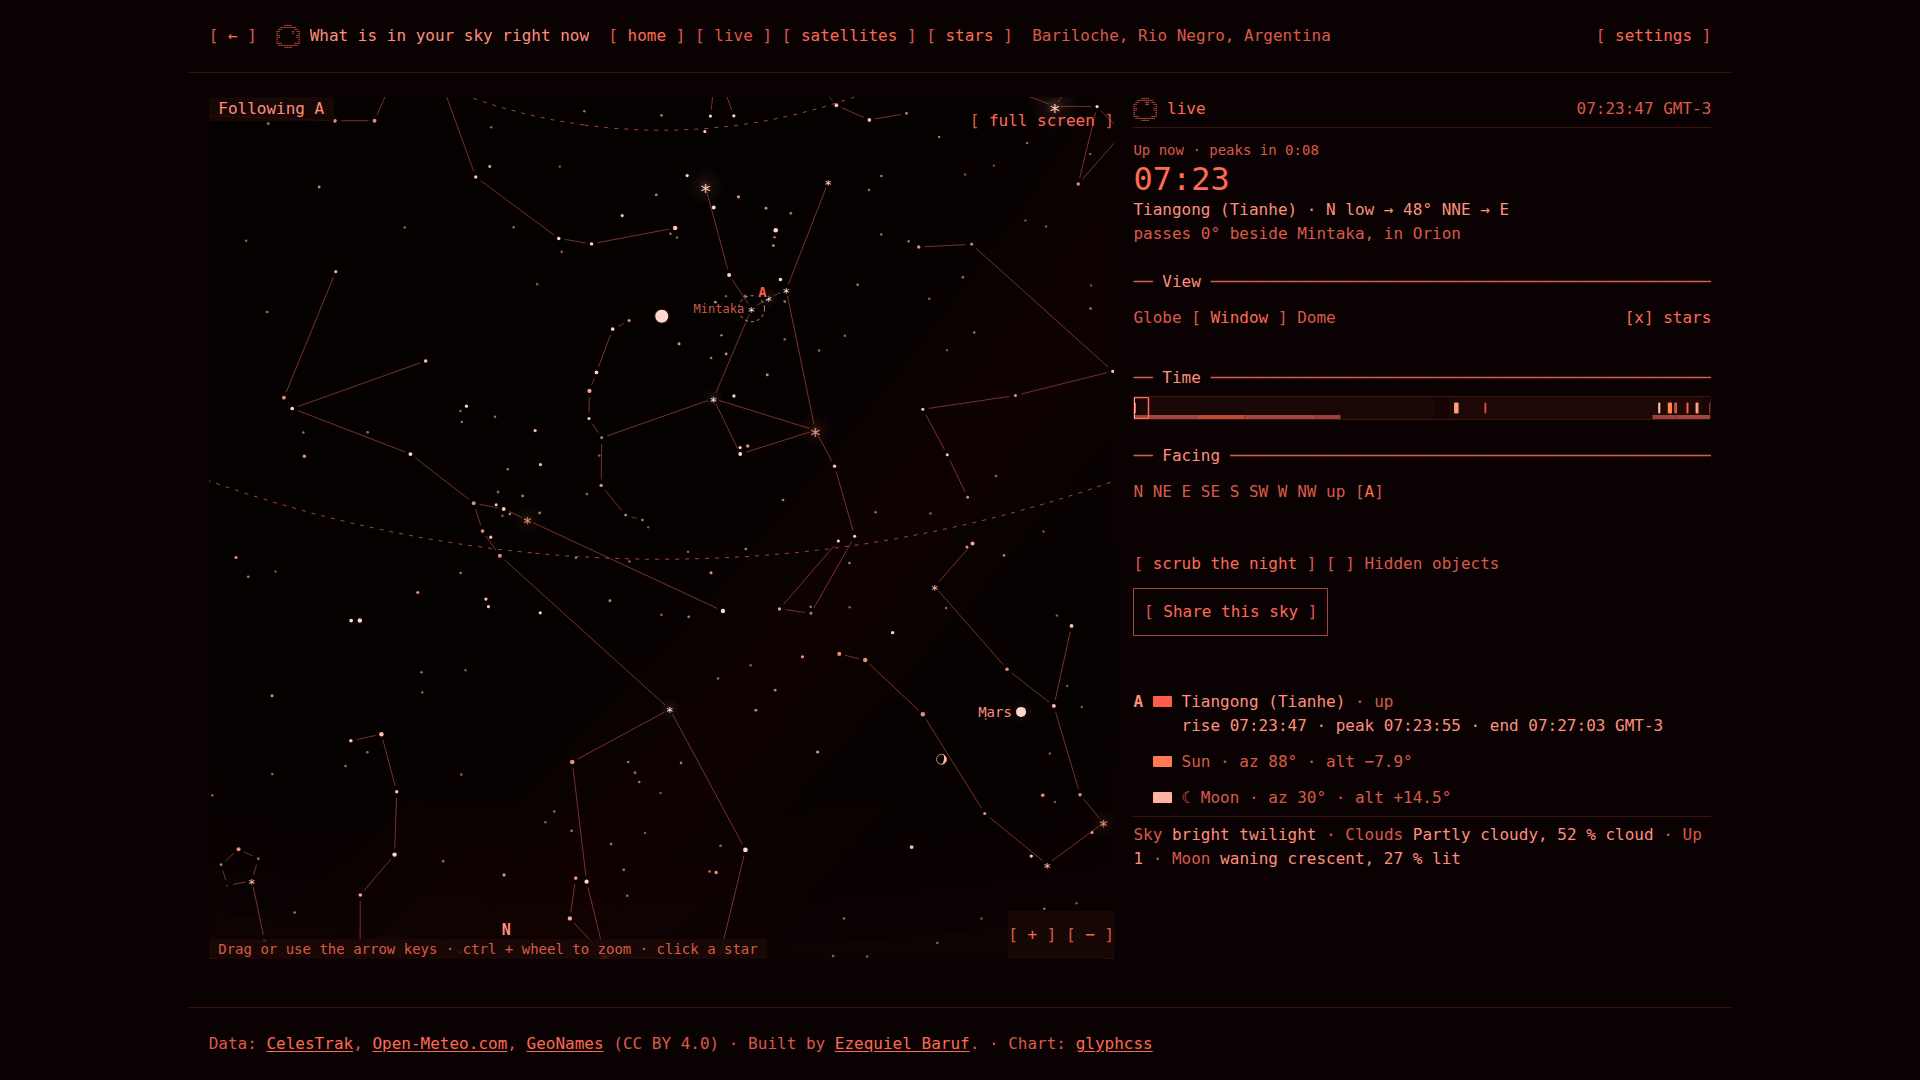 [ ← ] What is in your sky right now [ home ] [ live ] [ satellites ] [ stars ] Bariloche, Rio Negro, Argentina [ settings ]
Following A
[ full screen ]
A
Mintaka
Mars
N
Drag or use the arrow keys · ctrl + wheel to zoom · click a star
[ + ] [ − ]
live 07:23:47 GMT-3
Up now · peaks in 0:08
07:23
Tiangong (Tianhe) · N low → 48° NNE → E
passes 0° beside Mintaka, in Orion
View
Globe [ Window ] Dome [x] stars
Time
Facing
N NE E SE S SW W NW up [A]
[ scrub the night ] [ ] Hidden objects
[ Share this sky ]
A Tiangong (Tianhe) · up
rise 07:23:47 · peak 07:23:55 · end 07:27:03 GMT-3
Sun · az 88° · alt −7.9°
☾ Moon · az 30° · alt +14.5°
Sky bright twilight · Clouds Partly cloudy, 52 % cloud · Up
1 · Moon waning crescent, 27 % lit
Data: CelesTrak, Open-Meteo.com, GeoNames (CC BY 4.0) · Built by Ezequiel Baruf. · Chart: glyphcss